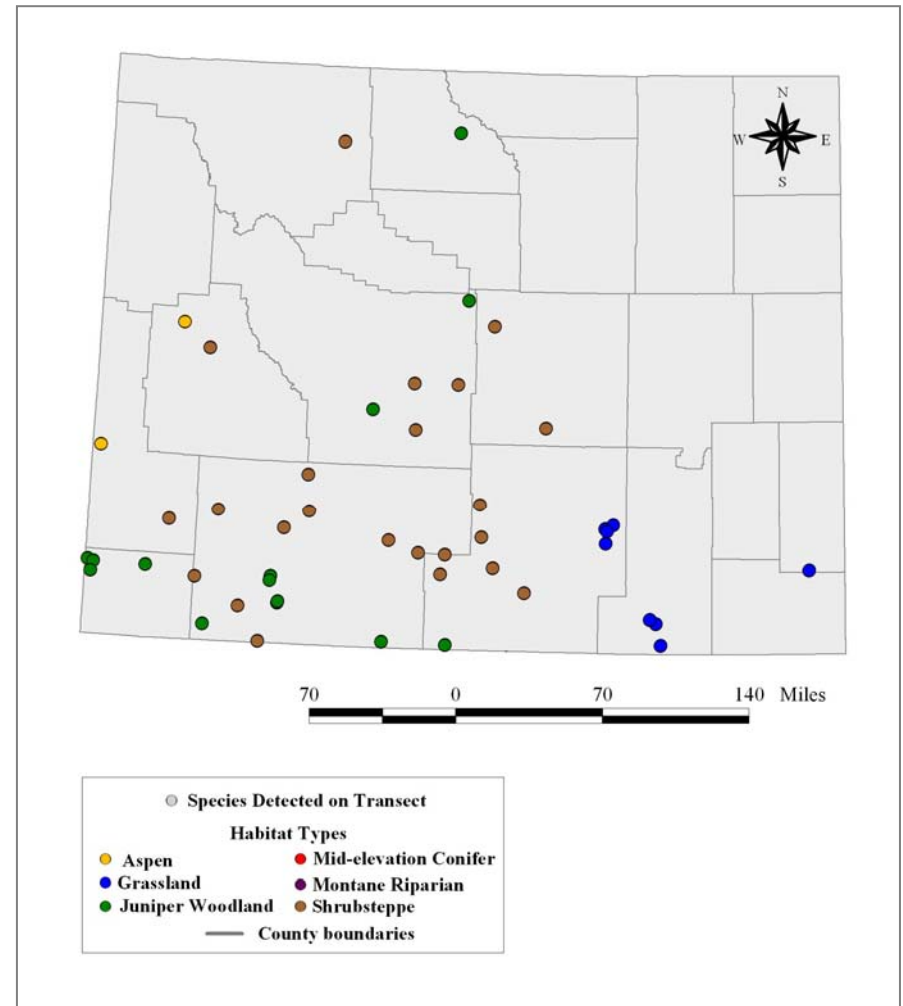 N
W E
S
70 0 70 140 Miles
Species Detected on Transect
Habitat Types
Aspen Mid-elevation Conifer
Grassland Montane Riparian
Juniper Woodland Shrubsteppe
County boundaries